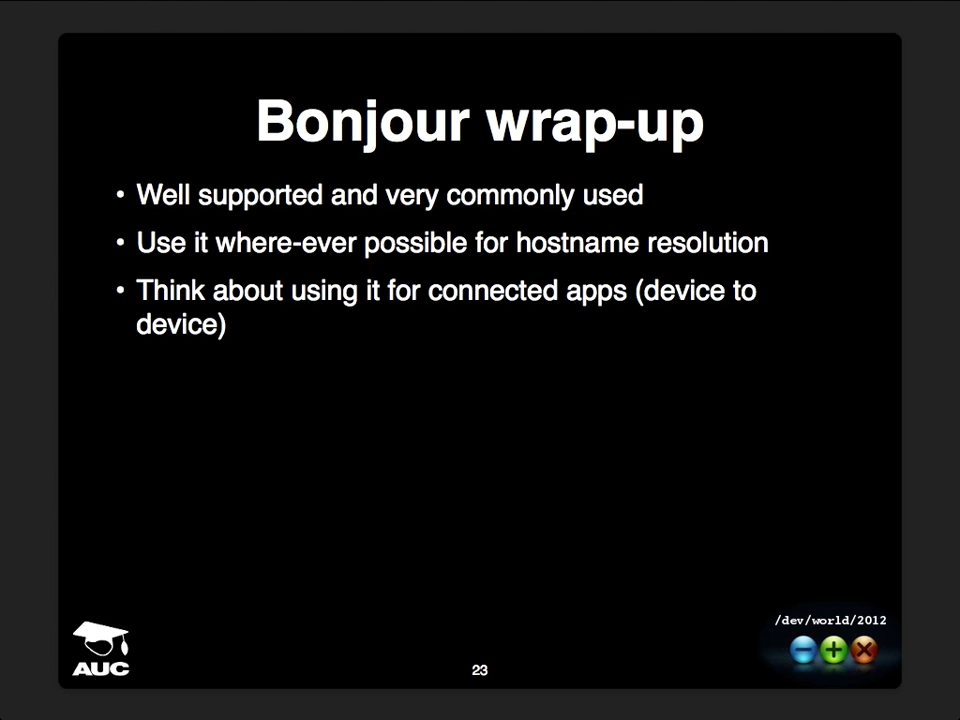 Bonjour wrap-up
• Well supported and very commonly used
• Use it where-ever possible for hostname resolution
• Think about using it for connected apps (device to
device)
/dev/world/2012
AUC
23